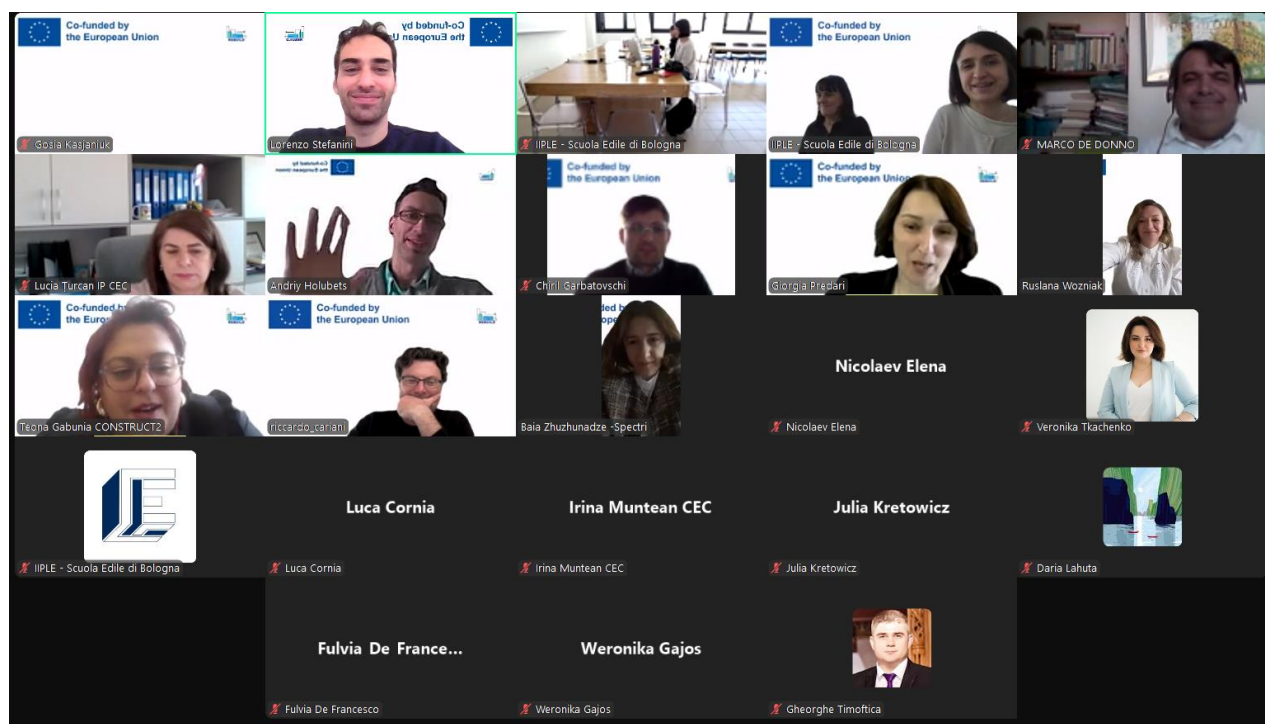 Co-funded by
the European Union
Gosia Kasjaniuk
Co-funded by
the European U
Lorenzo Stefanini
IIPLE - Scuola Edile di Bologna
Co-funded by
the European Union
IIPLE - Scuola Edile di Bologna
MARCO DE DONNO
Lucia Turcan IP CEC
Co-funded by
the European Union
Andriy Holubets
Co-funded by
the European Union
Chiril Garbatovschi
Co-funded by
the European Union
Giorgia Predari
Ruslana Wozniak
Co-funded by
the Euro
Teona Gabunia CONSTRUCT2
Co-funded by
the European Union
riccardo_cariani
Baia Zhuzhunadze -Spectri
Nicolaev Elena
Nicolaev Elena
Veronika Tkachenko
IIPLE - Scuola Edile di Bologna
Luca Cornia
Luca Cornia
Irina Muntean CEC
Irina Muntean CEC
Julia Kretowicz
Julia Kretowicz
Daria Lahuta
Fulvia De France...
Fulvia De Francesco
Weronika Gajos
Weronika Gajos
Gheorghe Timoftica